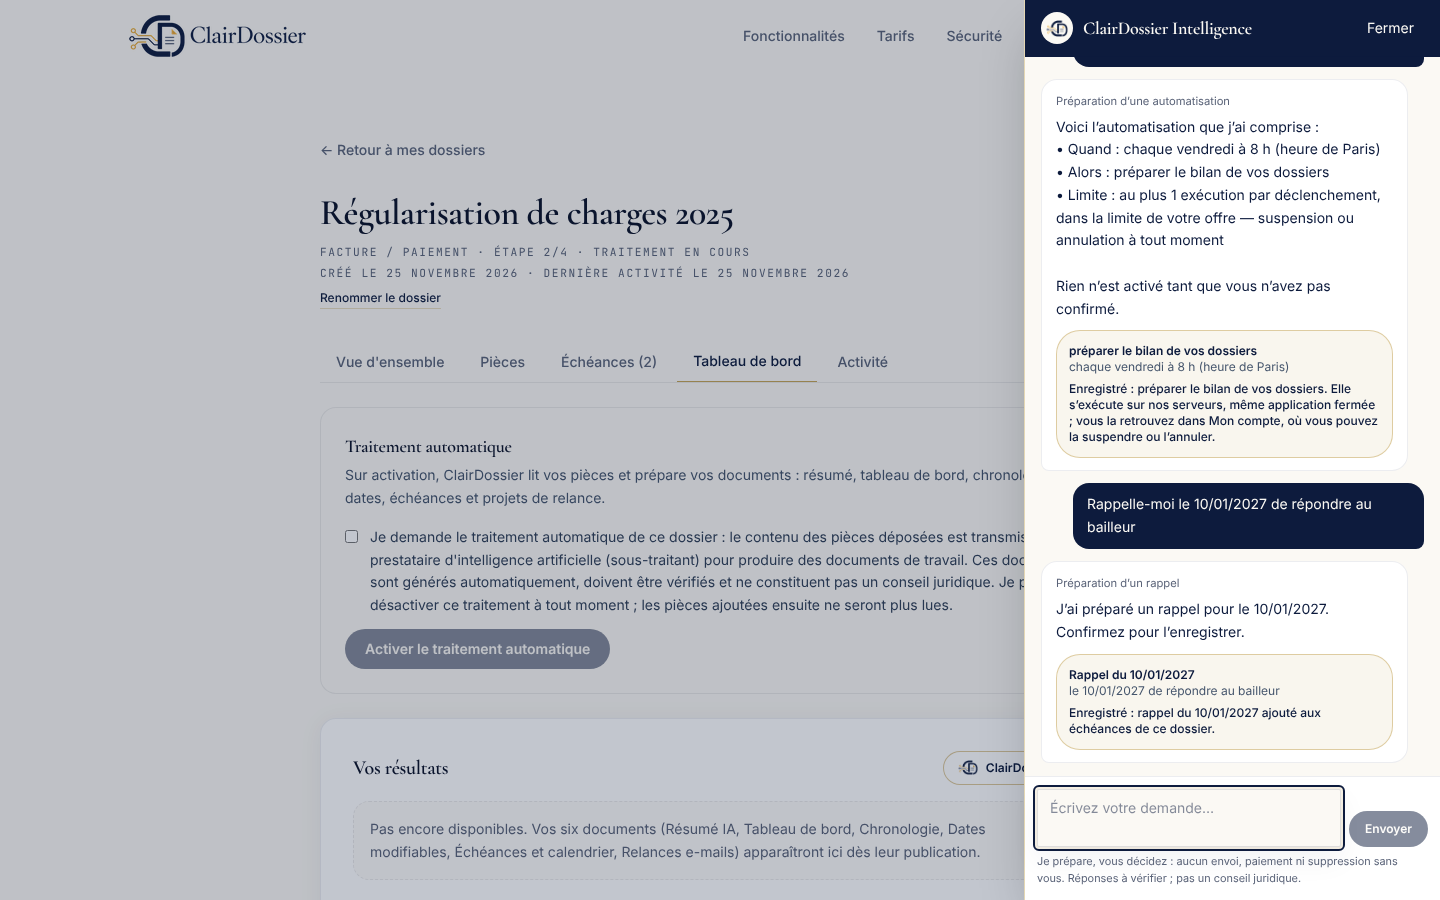 ClairDossier
Fonctionnalités
Tarifs
Sécurité
← Retour à mes dossiers
Régularisation de charges 2025
FACTURE / PAIEMENT · ÉTAPE 2/4 · TRAITEMENT EN COURS
CRÉÉ LE 25 NOVEMBRE 2026 · DERNIÈRE ACTIVITÉ LE 25 NOVEMBRE 2026
Renommer le dossier
Vue d'ensemble
Pièces
Échéances (2)
Tableau de bord
Activité
Traitement automatique
Sur activation, ClairDossier lit vos pièces et prépare vos documents : résumé, tableau de bord,
dates, échéances et projets de relance.
Je demande le traitement automatique de ce dossier : le contenu des pièces déposées est
prestataire d'intelligence artificielle (sous-traitant) pour produire des documents de travail. Ces
sont générés automatiquement, doivent être vérifiés et ne constituent pas un conseil juridique. Je
désactiver ce traitement à tout moment ; les pièces ajoutées ensuite ne seront plus lues.
Activer le traitement automatique
Vos résultats
Pas encore disponibles. Vos six documents (Résumé IA, Tableau de bord, Chronologie, Dates
modifiables, Échéances et calendrier, Relances e-mails) apparaîtront ici dès leur publication.
ClairDossier Intelligence
Fermer
Préparation d’une automatisation
Voici l’automatisation que j’ai comprise :
• Quand : chaque vendredi à 8 h (heure de Paris)
• Alors : préparer le bilan de vos dossiers
• Limite : au plus 1 exécution par déclenchement,
dans la limite de votre offre — suspension ou
annulation à tout moment
Rien n’est activé tant que vous n’avez pas
confirmé.
préparer le bilan de vos dossiers
chaque vendredi à 8 h (heure de Paris)
Enregistré : préparer le bilan de vos dossiers. Elle
s’exécute sur nos serveurs, même application fermée
; vous la retrouvez dans Mon compte, où vous pouvez
la suspendre ou l’annuler.
Rappelle-moi le 10/01/2027 de répondre au
bailleur
Préparation d’un rappel
J’ai préparé un rappel pour le 10/01/2027.
Confirmez pour l’enregistrer.
Rappel du 10/01/2027
le 10/01/2027 de répondre au bailleur
Enregistré : rappel du 10/01/2027 ajouté aux
échéances de ce dossier.
Écrivez votre demande…
Envoyer
Je prépare, vous décidez : aucun envoi, paiement ni suppression sans
vous. Réponses à vérifier ; pas un conseil juridique.